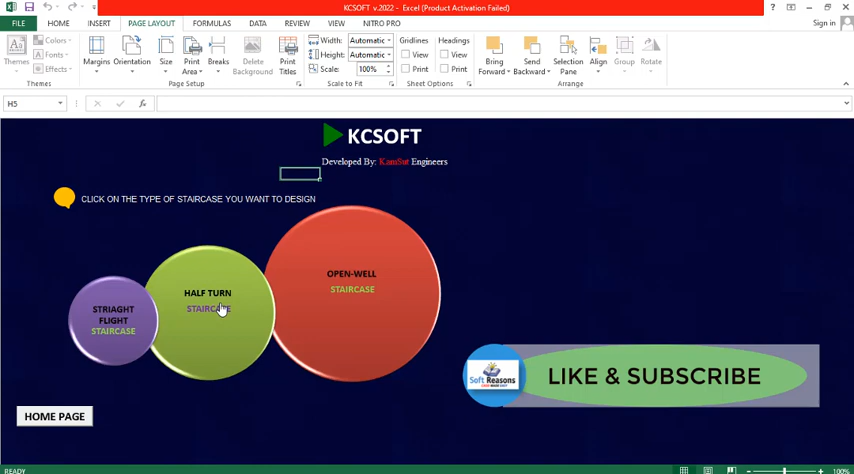 KCSOFT v.2022 - Excel (Product Activation Failed)
FILE HOME INSERT PAGE LAYOUT FORMULAS DATA REVIEW VIEW NITRO PRO
Sign in
Themes
Colors
Fonts
Effects
Themes
Margins Orientation Size Print Area Breaks Delete Background Print Titles
Page Setup
Width: Automatic
Height: Automatic
Scale: 100%
Scale to Fit
Gridlines Headings
View View
Print Print
Sheet Options
Bring Forward Send Backward Selection Pane Align Group Rotate
Arrange
H5
fx
KCSOFT
Developed By: KamSut Engineers
CLICK ON THE TYPE OF STAIRCASE YOU WANT TO DESIGN
STRIAGHT
FLIGHT
STAIRCASE
HALF TURN
STAIRCASE
OPEN-WELL
STAIRCASE
Soft Reasons
LIKE & SUBSCRIBE
HOME PAGE
READY
100%